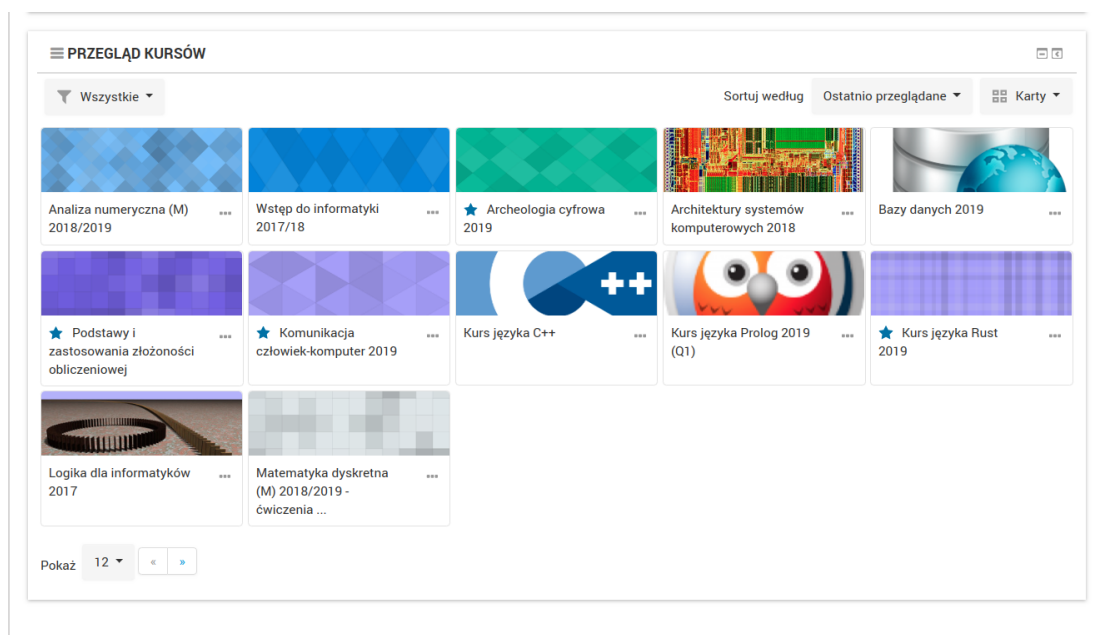 PRZEGLĄD KURSÓW
Wszystkie
Sortuj według Ostatnio przeglądane Karty
Analiza numeryczna (M)
2018/2019
Wstęp do informatyki
2017/18
Archeologia cyfrowa
2019
Architektury systemów
komputerowych 2018
Bazy danych 2019
Podstawy i
zastosowania złożoności
obliczeniowej
Komunikacja
człowiek-komputer 2019
C++
Kurs języka C++
Kurs języka Prolog 2019
(Q1)
Kurs języka Rust
2019
Logika dla informatyków
2017
Matematyka dyskretna
(M) 2018/2019 -
ćwiczenia ...
Pokaż 12 « »